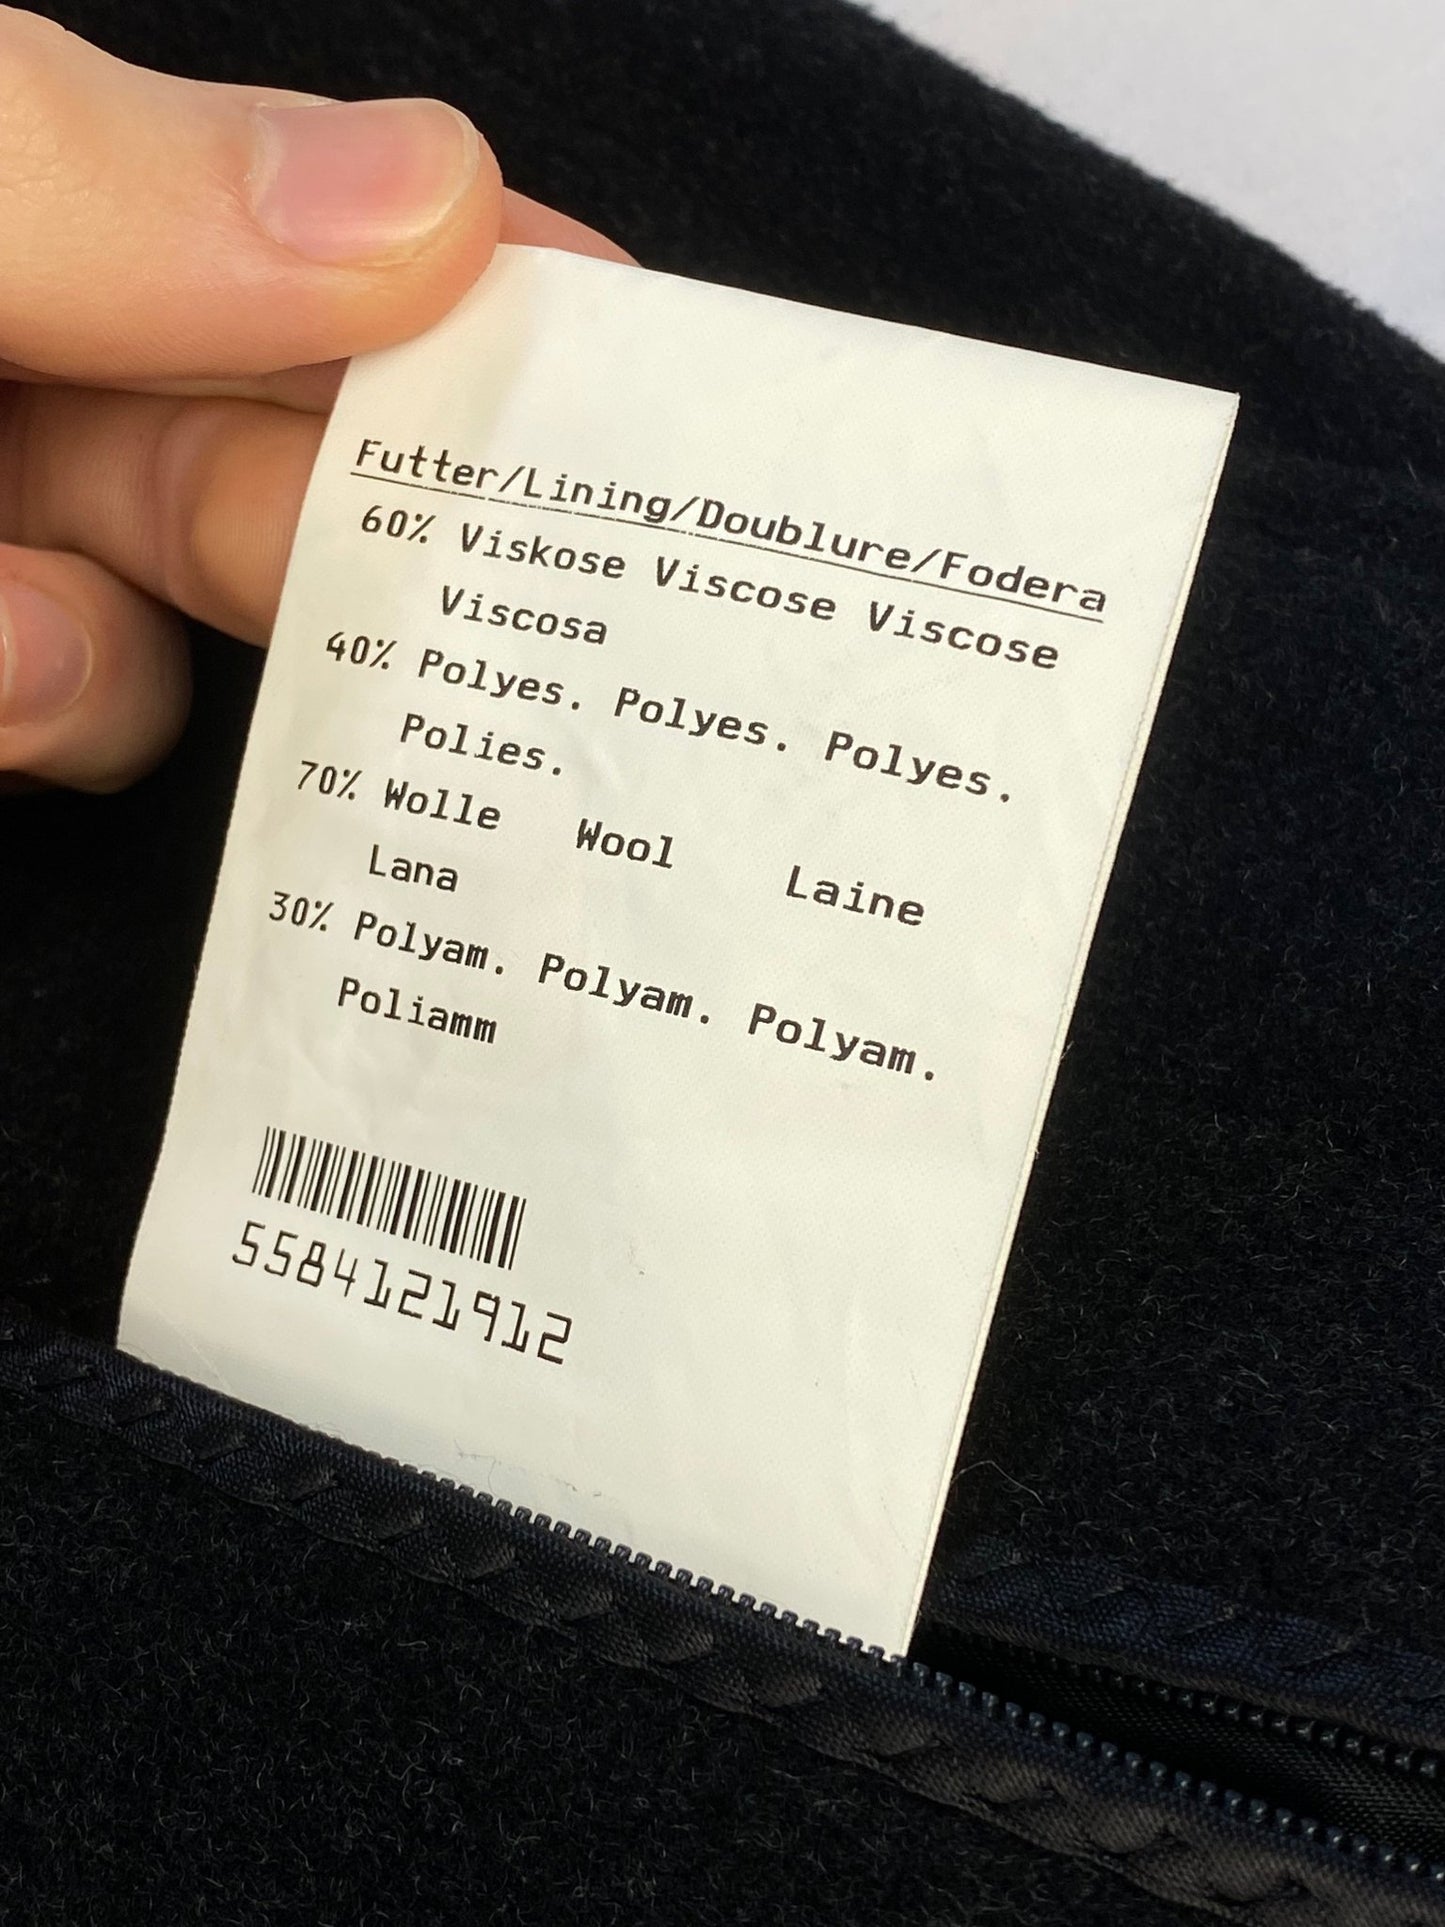 Futter/Lining/Doublure/Fodera
60% Viskose Viscose Viscose
Viscosa
40% Polyes. Polyes. Polyes.
Polies.
70% Wolle Wool Laine
Lana
30% Polyam. Polyam. Polyam.
Poliamm
5584121912